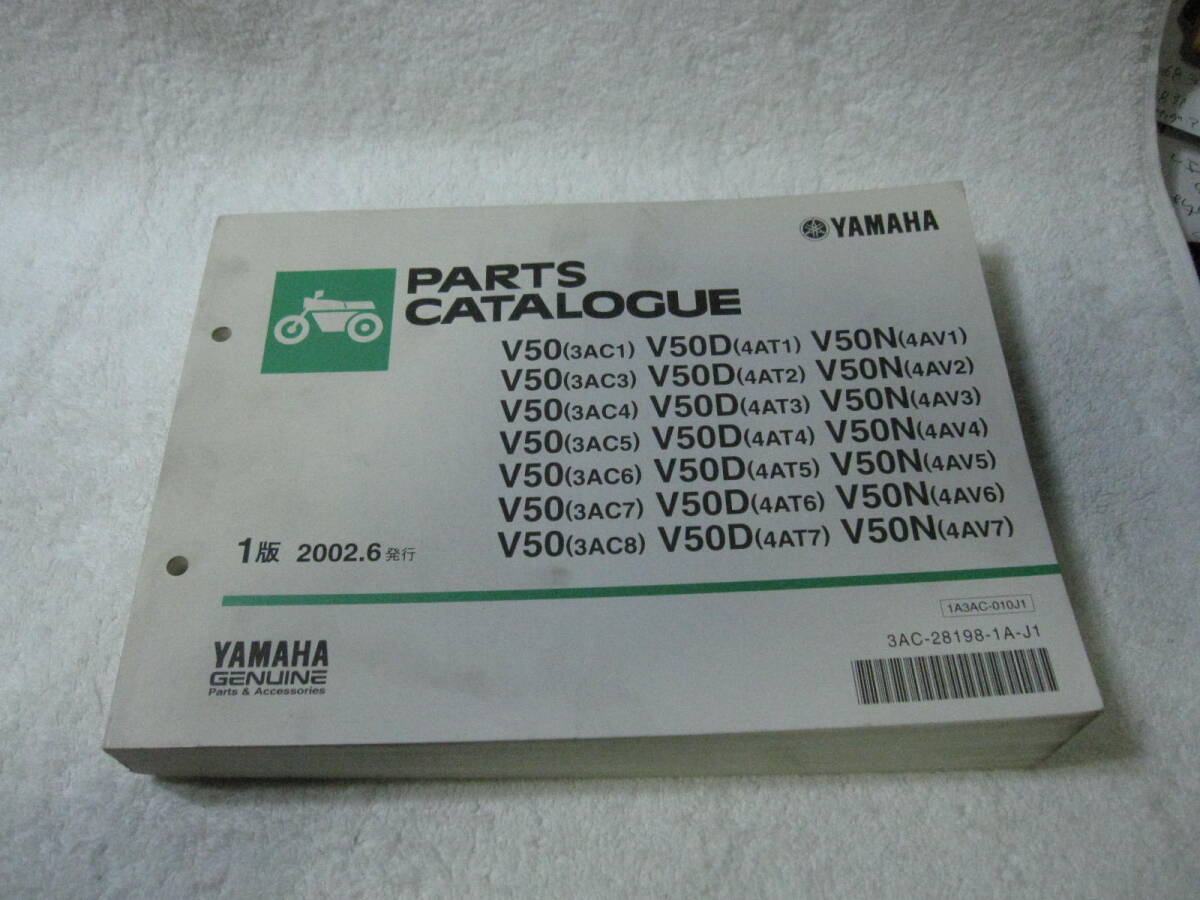 YAMAHA
PARTS
CATALOGUE
V50(3AC1) V50D(4AT1) V50N(4AV1)
V50(3AC3) V50D(4AT2) V50N(4AV2)
V50(3AC4) V50D(4AT3) V50N(4AV3)
V50(3AC5) V50D(4AT4) V50N(4AV4)
V50(3AC6) V50D(4AT5) V50N(4AV5)
V50(3AC7) V50D(4AT6) V50N(4AV6)
V50(3AC8) V50D(4AT7) V50N(4AV7)
1版 2002.6発行
1A3AC-010J1
3AC-28198-1A-J1
YAMAHA
GENUINE
Parts & Accessories